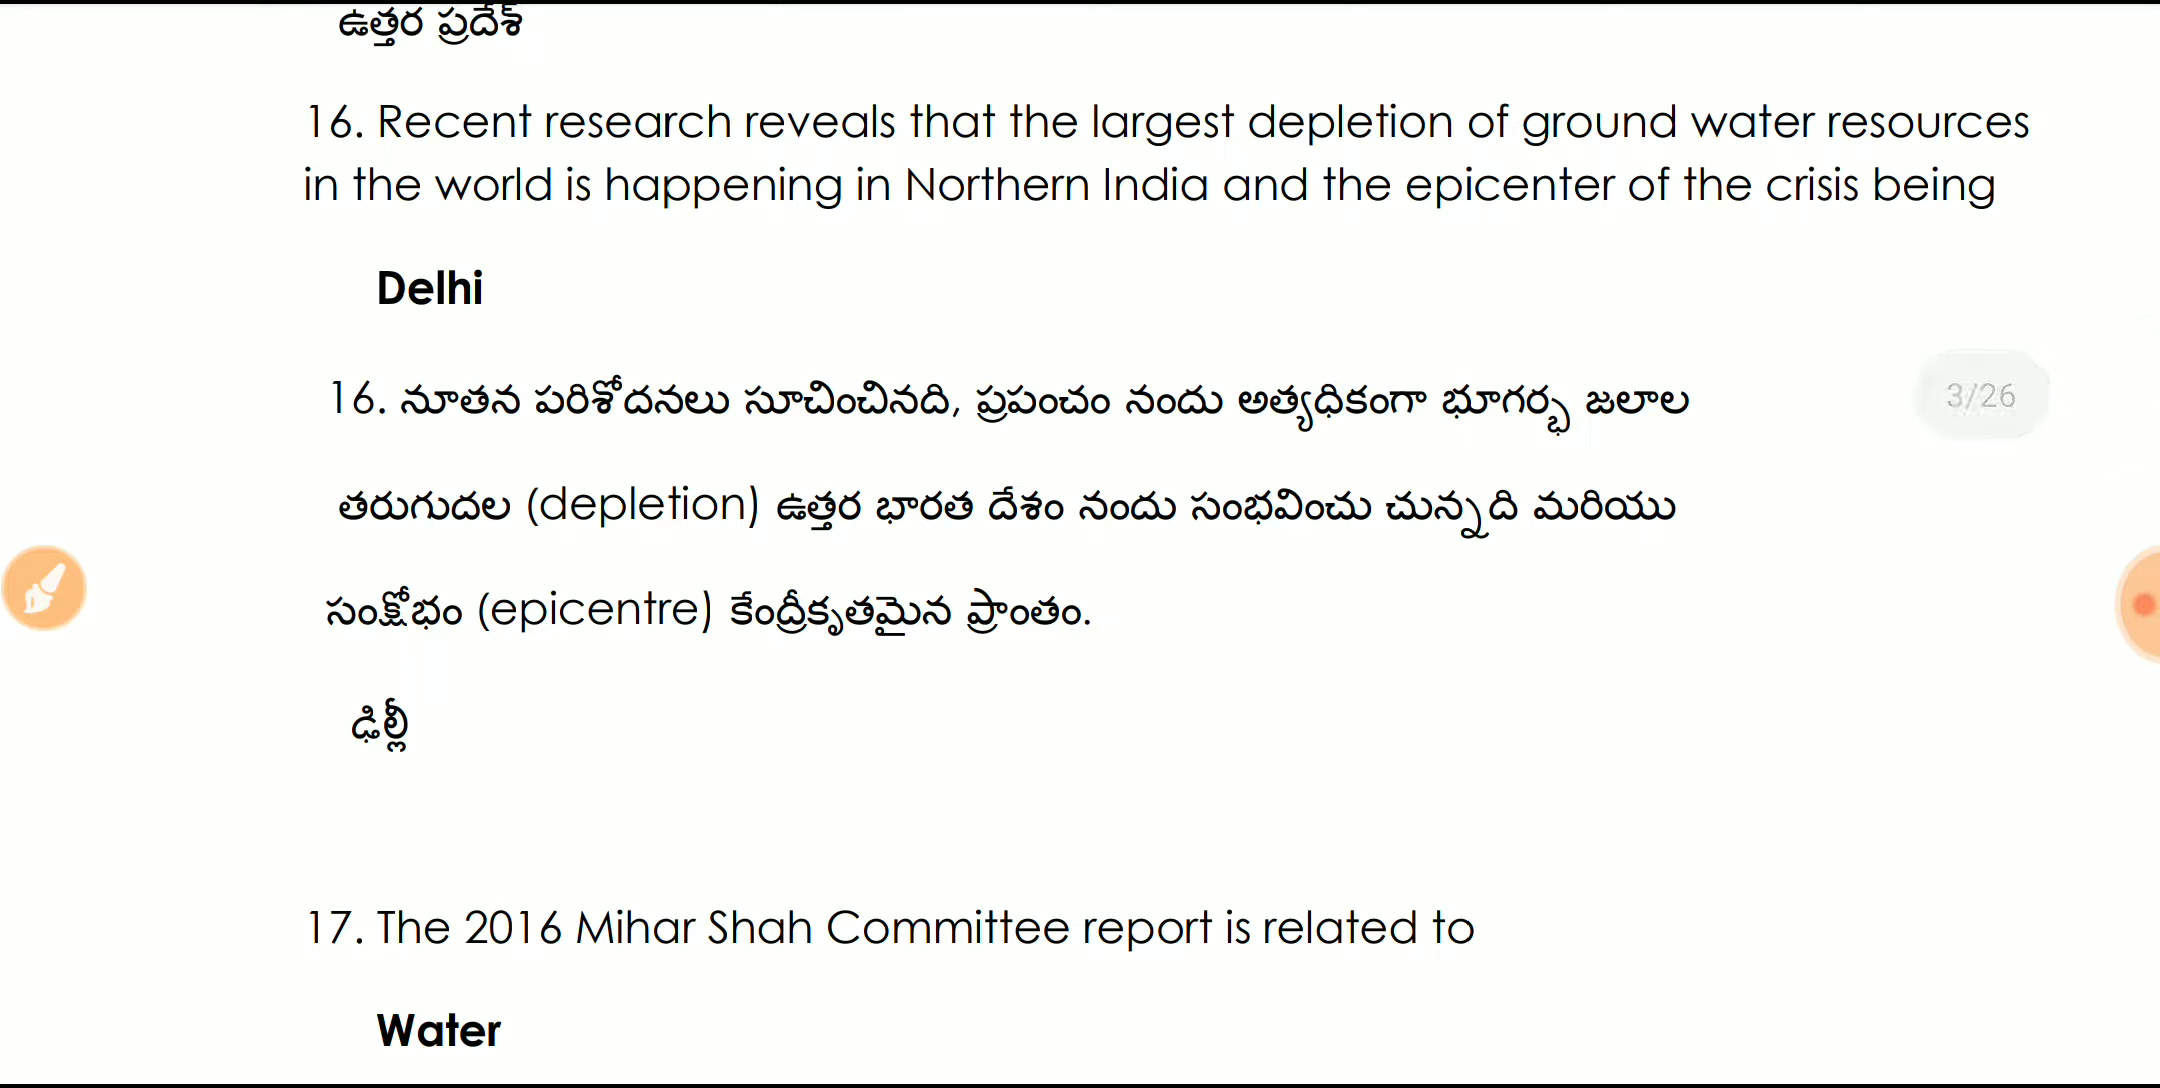 ఉత్తర ప్రదేశ్
16. Recent research reveals that the largest depletion of ground water resources
in the world is happening in Northern India and the epicenter of the crisis being
Delhi
16. నూతన పరిశోదనలు సూచించినది, ప్రపంచం నందు అత్యధికంగా భూగర్భ జలాల
తరుగుదల (depletion) ఉత్తర భారత దేశం నందు సంభవించు చున్నది మరియు
సంక్షోభం (epicentre) కేంద్రీకృతమైన ప్రాంతం.
ఢిల్లీ
17. The 2016 Mihar Shah Committee report is related to
Water
3/26